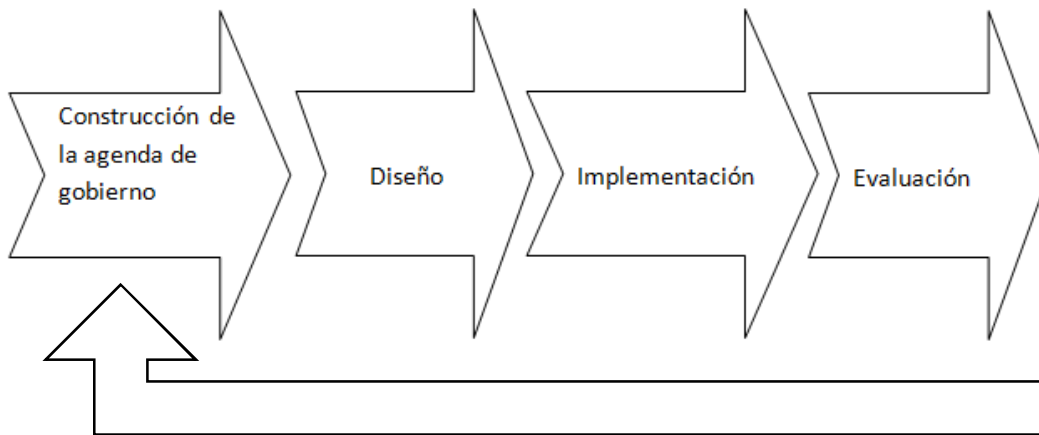 Construcción de
la agenda de
gobierno
Diseño
Implementación
Evaluación